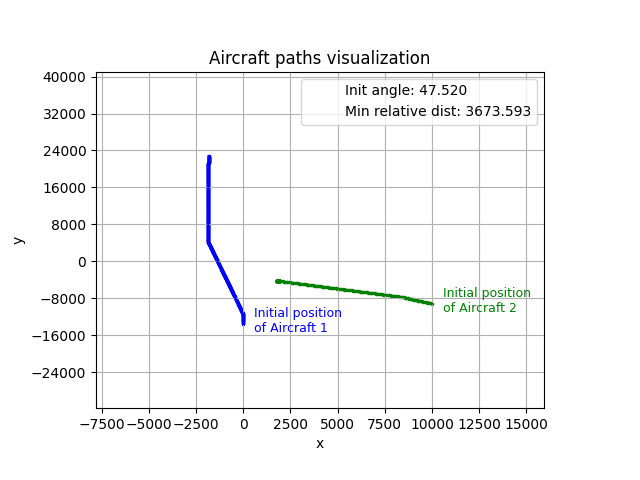 Aircraft paths visualization
Init angle: 47.520
Min relative dist: 3673.593
40000
32000
24000
16000
8000
0
−8000
−16000
−24000
y
Initial position
of Aircraft 1
Initial position
of Aircraft 2
−7500 −5000 −2500 0 2500 5000 7500 10000 12500 15000
x